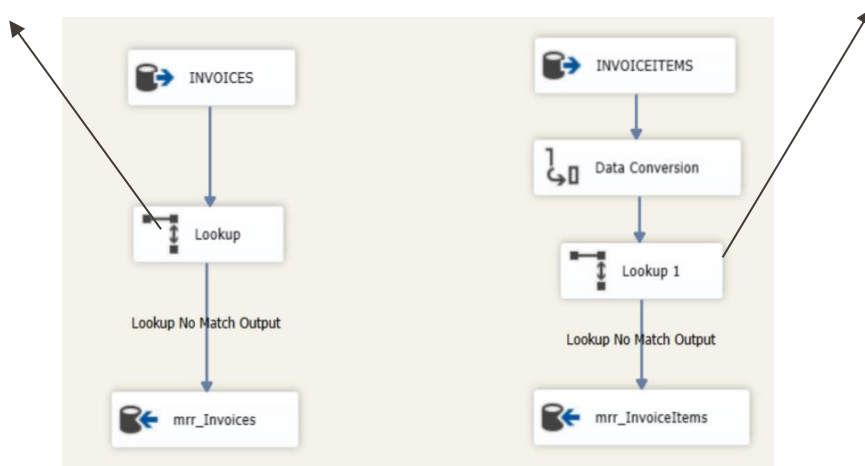 INVOICES
Lookup
Lookup No Match Output
mrr_Invoices
INVOICEITEMS
Data Conversion
Lookup 1
Lookup No Match Output
mrr_InvoiceItems